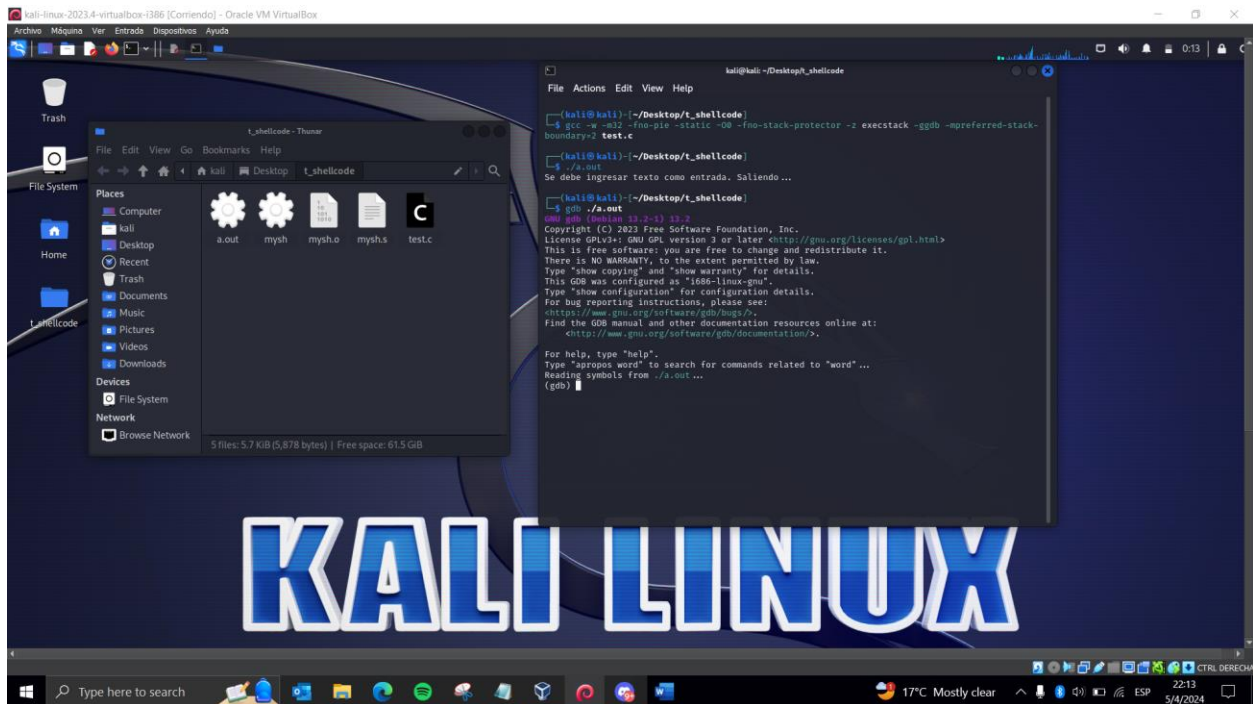 kali-linux-2023.4-virtualbox-i386 [Corriendo] - Oracle VM VirtualBox
Archivo Máquina Ver Entrada Dispositivos Ayuda
0:13
Trash
File System
Home
t_shellcode
t_shellcode - Thunar
File Edit View Go Bookmarks Help
kali Desktop t_shellcode
Places
Computer
kali
Desktop
Recent
Trash
Documents
Music
Pictures
Videos
Downloads
Devices
File System
Network
Browse Network
a.out mysh mysh.o mysh.s test.c
5 files: 5.7 KiB (5,878 bytes) | Free space: 61.5 GiB
kali@kali: ~/Desktop/t_shellcode
File Actions Edit View Help
(kali㉿kali)-[~/Desktop/t_shellcode]
$ gcc -w -m32 -fno-pie -static -O0 -fno-stack-protector -z execstack -ggdb -mpreferred-stack-
boundary=2 test.c
(kali㉿kali)-[~/Desktop/t_shellcode]
$ ./a.out
Se debe ingresar texto como entrada. Saliendo...
(kali㉿kali)-[~/Desktop/t_shellcode]
$ gdb ./a.out
GNU gdb (Debian 13.2-1) 13.2
Copyright (C) 2023 Free Software Foundation, Inc.
License GPLv3+: GNU GPL version 3 or later <http://gnu.org/licenses/gpl.html>
This is free software: you are free to change and redistribute it.
There is NO WARRANTY, to the extent permitted by law.
Type "show copying" and "show warranty" for details.
This GDB was configured as "i686-linux-gnu".
Type "show configuration" for configuration details.
For bug reporting instructions, please see:
<https://www.gnu.org/software/gdb/bugs/>.
Find the GDB manual and other documentation resources online at:
<http://www.gnu.org/software/gdb/documentation/>.
For help, type "help".
Type "apropos word" to search for commands related to "word"...
Reading symbols from ./a.out...
(gdb)
KALI LINUX
CTRL DERECHA
Type here to search
17°C Mostly clear
ESP
22:13
5/4/2024